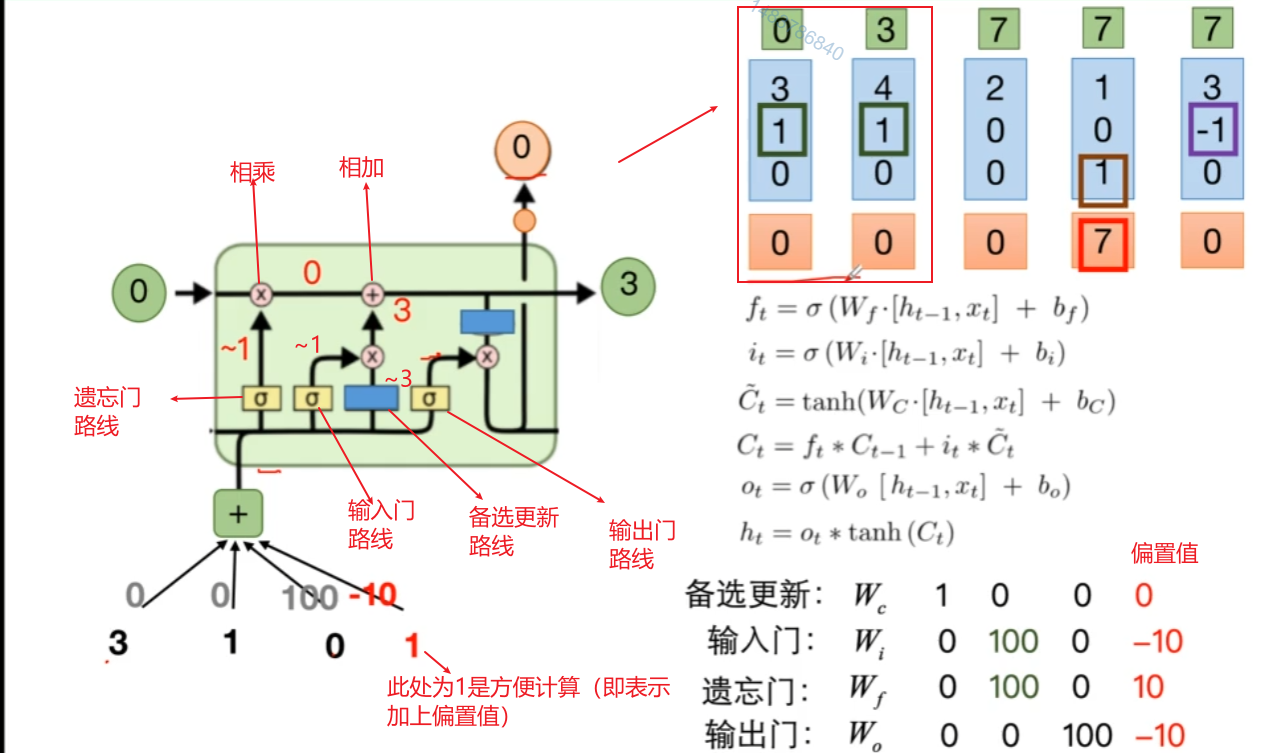 1486786840
0 3 7 7 7
3 4 2 1 3
1 1 0 0 -1
0 0 0 1 0
0 0 0 7 0
0
相乘
相加
0
0
3
3
~1
~1
~3
x
+
x
x
σ
σ
σ
遗忘门
路线
输入门
路线
备选更新
路线
输出门
路线
+
0 0 100 -10
3 1 0 1
此处为1是方便计算（即表示
加上偏置值）
f_t = σ(W_f·[h_{t-1}, x_t] + b_f)
i_t = σ(W_i·[h_{t-1}, x_t] + b_i)
C̃_t = tanh(W_C·[h_{t-1}, x_t] + b_C)
C_t = f_t * C_{t-1} + i_t * C̃_t
o_t = σ(W_o [h_{t-1}, x_t] + b_o)
h_t = o_t * tanh(C_t)
偏置值
备选更新： W_c 1 0 0 0
输入门： W_i 0 100 0 –10
遗忘门： W_f 0 100 0 10
输出门： W_o 0 0 100 –10